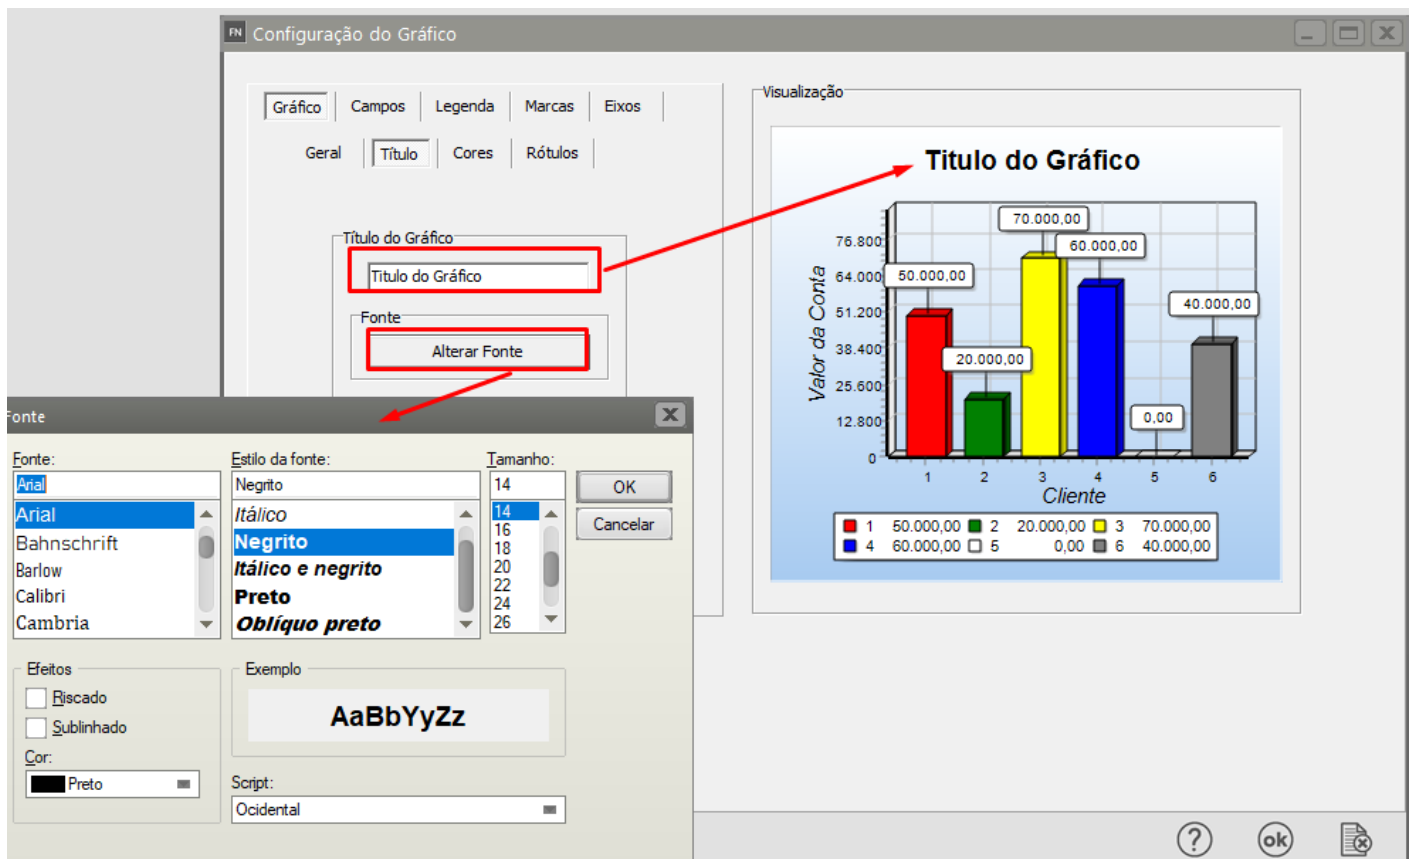 FN Configuração do Gráfico
Gráfico Campos Legenda Marcas Eixos
Geral Título Cores Rótulos
Título do Gráfico
Titulo do Gráfico
Fonte
Alterar Fonte
Visualização
Titulo do Gráfico
Valor da Conta
76.800
64.000
51.200
38.400
25.600
12.800
0
50.000,00
20.000,00
70.000,00
60.000,00
0,00
40.000,00
1 2 3 4 5 6
Cliente
1 50.000,00 2 20.000,00 3 70.000,00
4 60.000,00 5 0,00 6 40.000,00
Fonte
Fonte: Estilo da fonte: Tamanho:
Arial Negrito 14 OK
Cancelar
Arial
Bahnschrift
Barlow
Calibri
Cambria
Itálico
Negrito
Itálico e negrito
Preto
Oblíquo preto
14
16
18
20
22
24
26
Efeitos
Riscado
Sublinhado
Cor:
Preto
Exemplo
AaBbYyZz
Script:
Ocidental
? ok